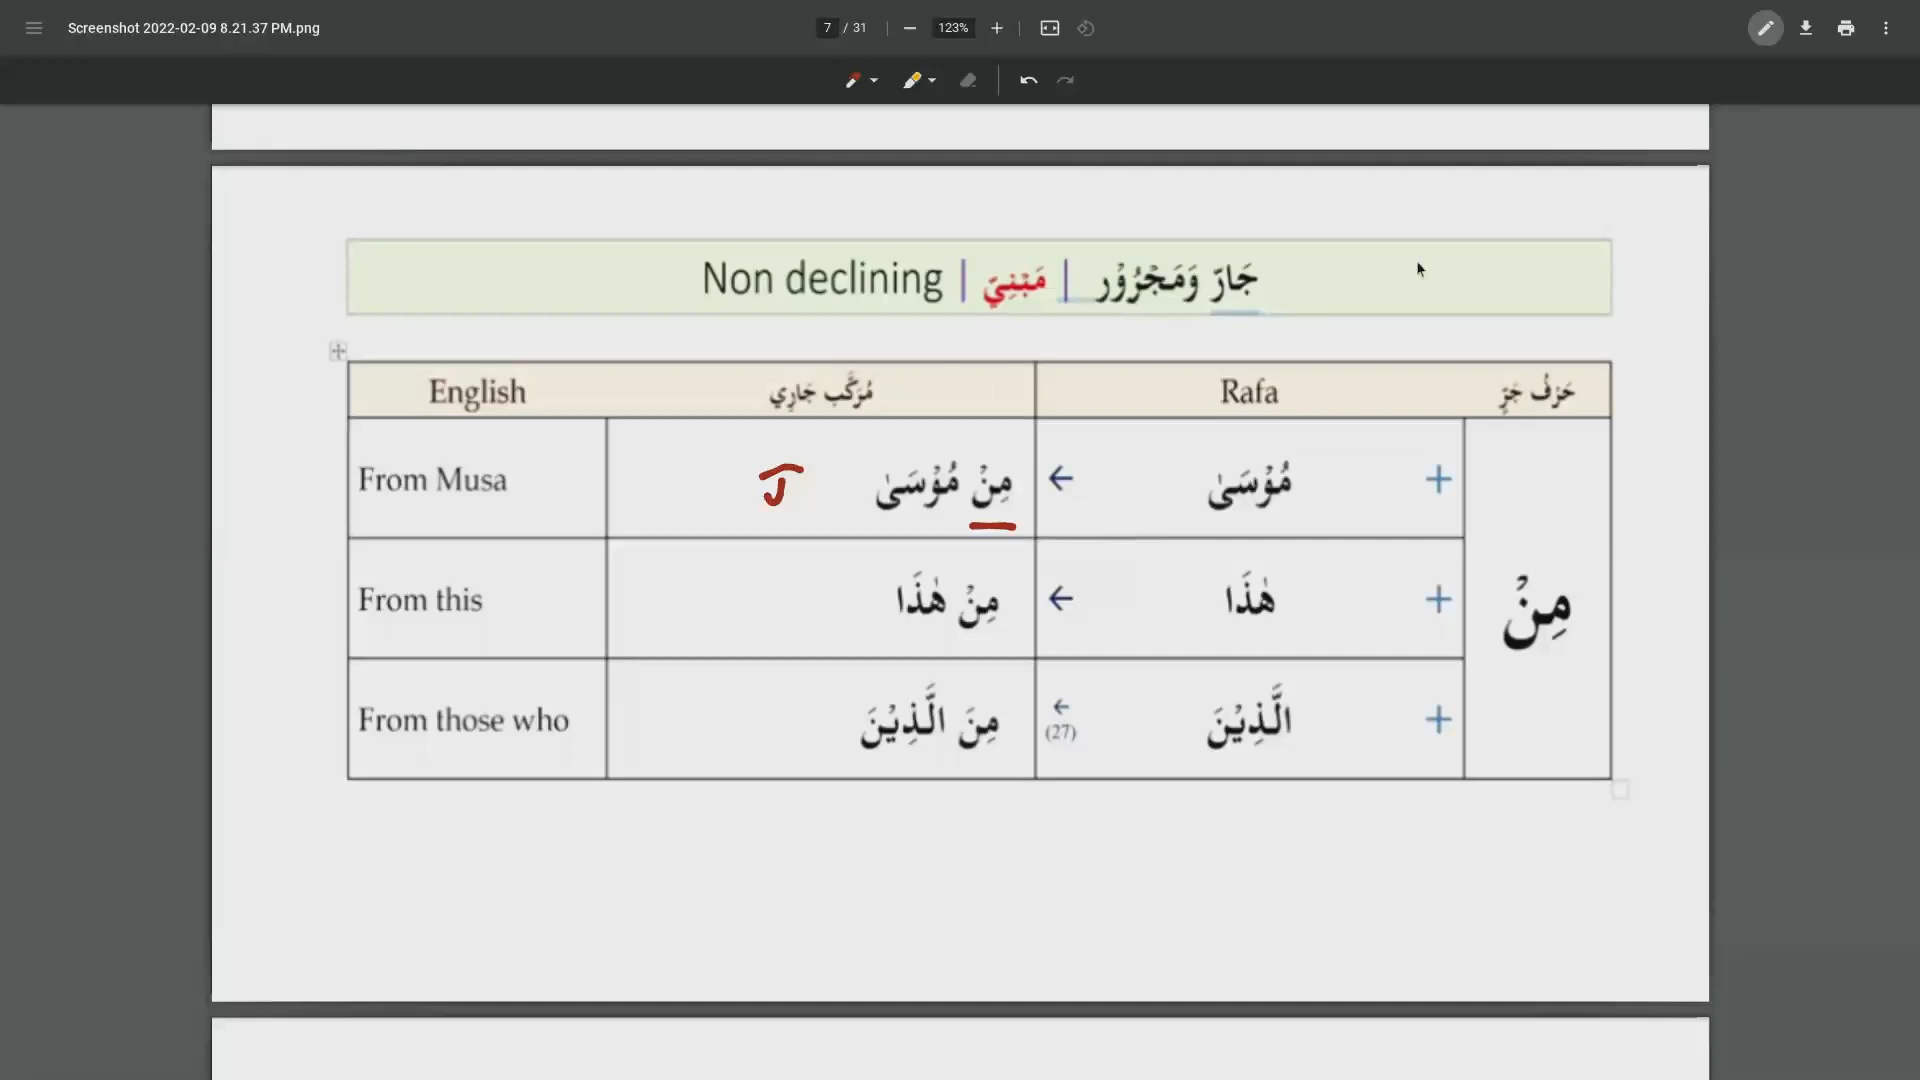 Screenshot 2022-02-09 8.21.37 PM.png
7 / 31
123%
جَارّ وَمَجْرُوْر | مَبْنِيّ | Non declining
حَرْفُ جَرٍّ Rafa مُرَكَّب جَارِي English
+ مُوْسَىٰ ← مِنْ مُوْسَىٰ From Musa
J
مِنْ + هٰذَا ← مِنْ هٰذَا From this
+ الَّذِيْنَ ← (27) مِنَ الَّذِيْنَ From those who